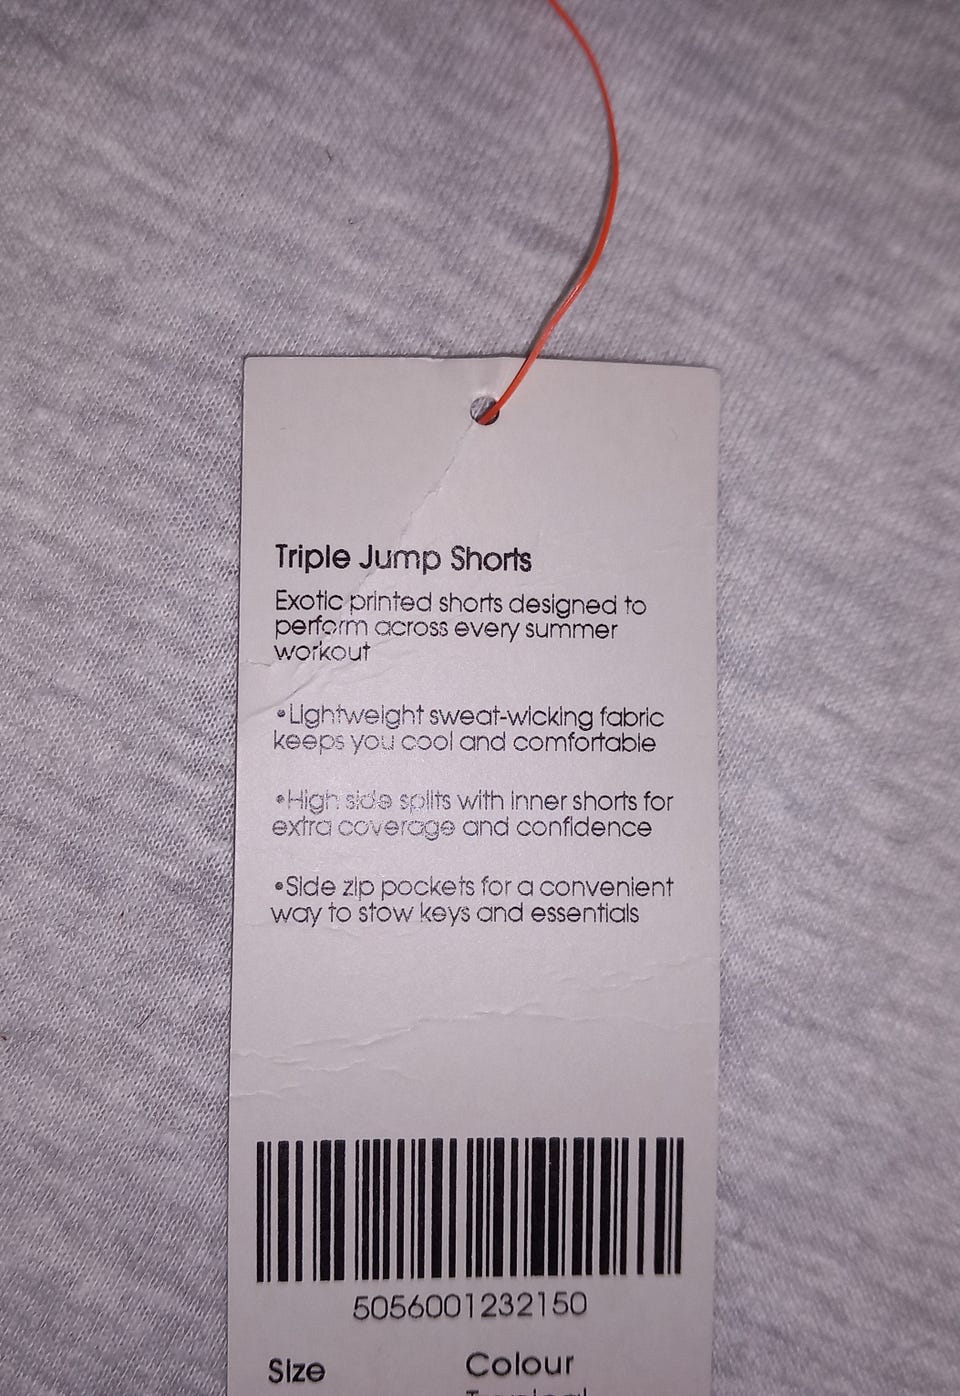 Triple Jump Shorts
Exotic printed shorts designed to
perform across every summer
workout
•Lightweight sweat-wicking fabric
keeps you cool and comfortable
•High side splits with inner shorts for
extra coverage and confidence
•Side zip pockets for a convenient
way to stow keys and essentials
5056001232150
Size Colour
Tropical